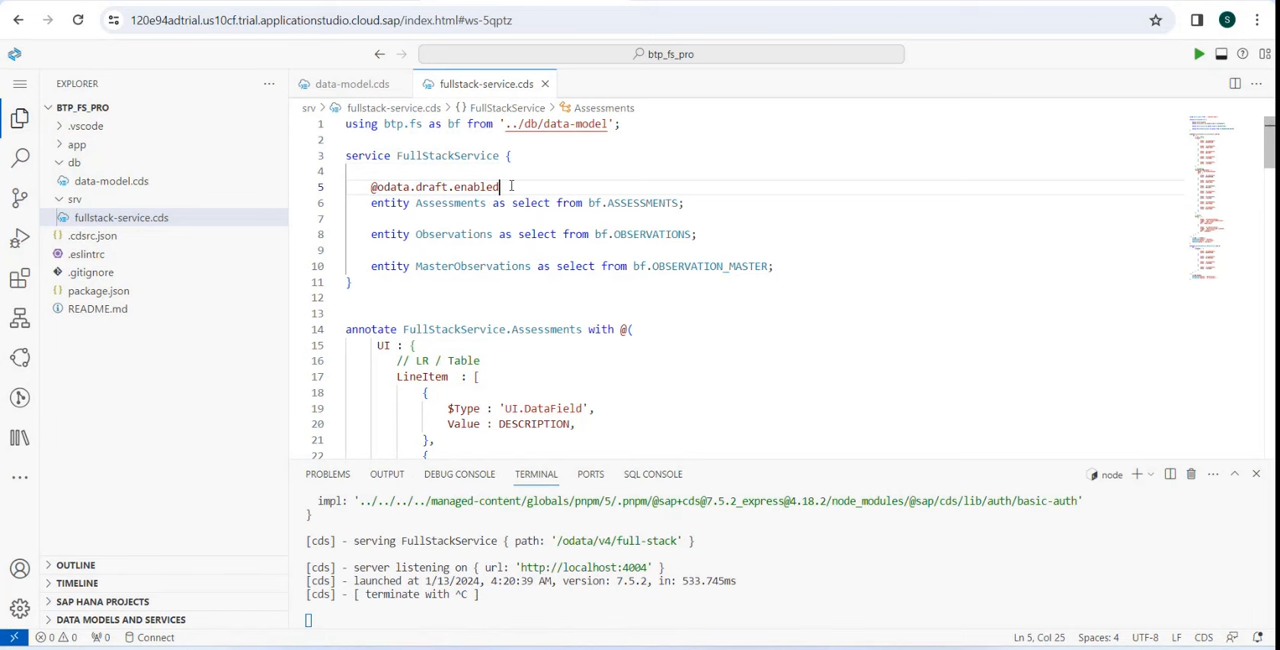 120e94adtrial.us10cf.trial.applicationstudio.cloud.sap/index.html#ws-5qptz
S
btp_fs_pro
EXPLORER
BTP_FS_PRO
.vscode
app
db
data-model.cds
srv
fullstack-service.cds
.cdsrc.json
.eslintrc
.gitignore
package.json
README.md
OUTLINE
TIMELINE
SAP HANA PROJECTS
DATA MODELS AND SERVICES
data-model.cds
fullstack-service.cds
srv > fullstack-service.cds > {} FullStackService > Assessments
1 using btp.fs as bf from '../db/data-model';
2
3 service FullStackService {
4
5 @odata.draft.enabled
6 entity Assessments as select from bf.ASSESSMENTS;
7
8 entity Observations as select from bf.OBSERVATIONS;
9
10 entity MasterObservations as select from bf.OBSERVATION_MASTER;
11 }
12
13
14 annotate FullStackService.Assessments with @(
15 UI : {
16 // LR / Table
17 LineItem : [
18 {
19 $Type : 'UI.DataField',
20 Value : DESCRIPTION,
21 },
22 {
PROBLEMS OUTPUT DEBUG CONSOLE TERMINAL PORTS SQL CONSOLE
node
impl: '../../../../managed-content/globals/pnpm/5/.pnpm/@sap+cds@7.5.2_express@4.18.2/node_modules/@sap/cds/lib/auth/basic-auth'
}
[cds] - serving FullStackService { path: '/odata/v4/full-stack' }
[cds] - server listening on { url: 'http://localhost:4004' }
[cds] - launched at 1/13/2024, 4:20:39 AM, version: 7.5.2, in: 533.745ms
[cds] - [ terminate with ^C ]
0 0 0 Connect
Ln 5, Col 25 Spaces: 4 UTF-8 LF CDS